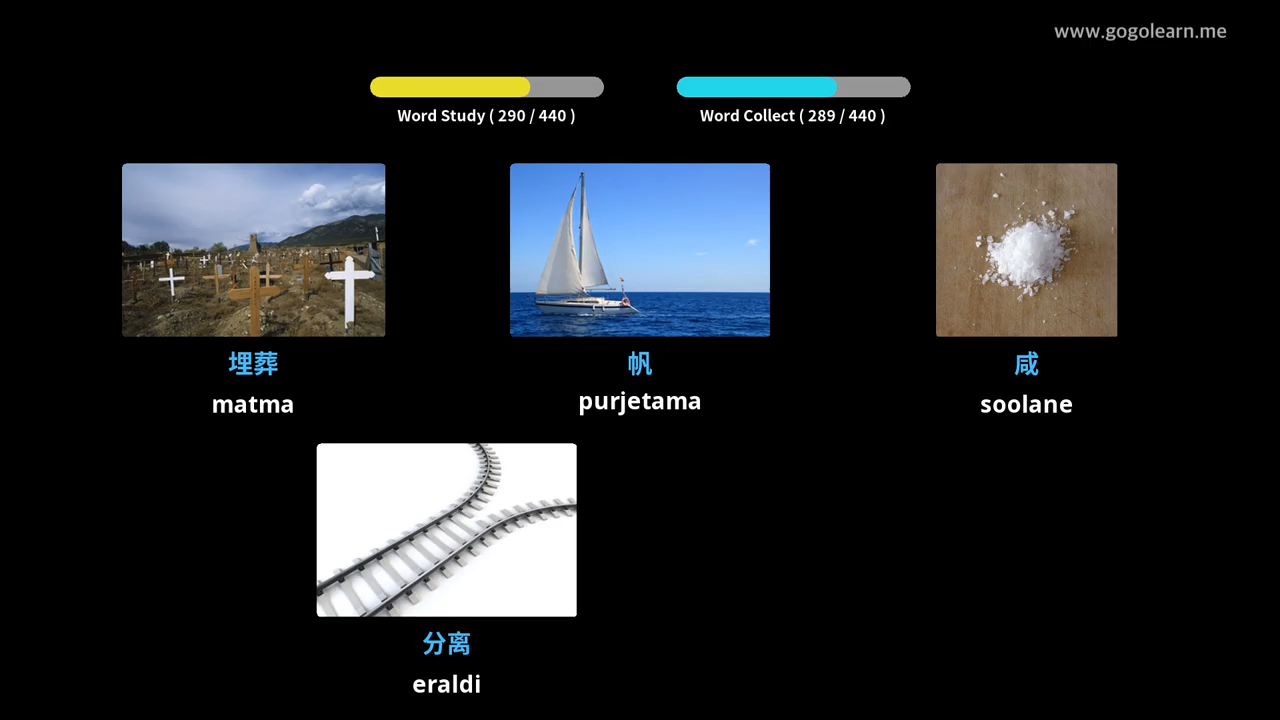 www.gogolearn.me
Word Study ( 290 / 440 )
Word Collect ( 289 / 440 )
埋葬
matma
帆
purjetama
咸
soolane
分离
eraldi